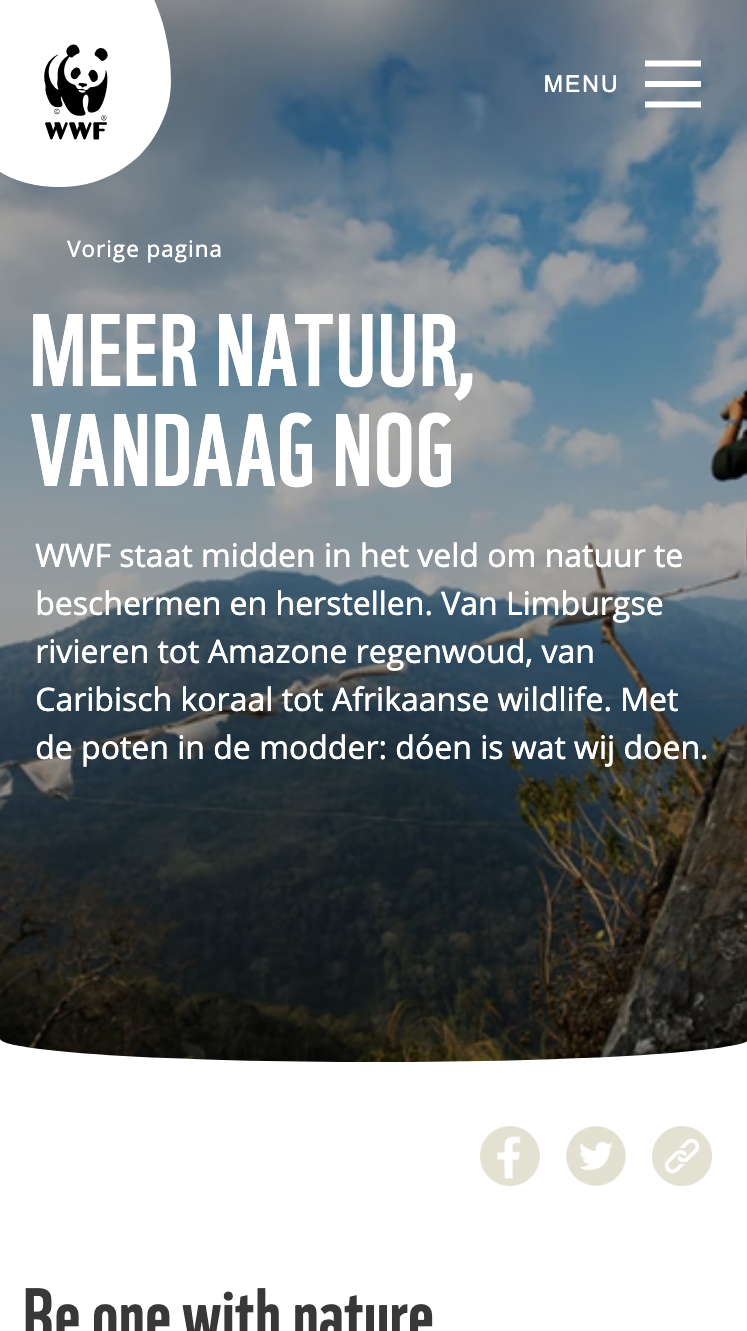 WWF
MENU
Vorige pagina
MEER NATUUR,
VANDAAG NOG
WWF staat midden in het veld om natuur te
beschermen en herstellen. Van Limburgse
rivieren tot Amazone regenwoud, van
Caribisch koraal tot Afrikaanse wildlife. Met
de poten in de modder: dóen is wat wij doen.
Be one with nature